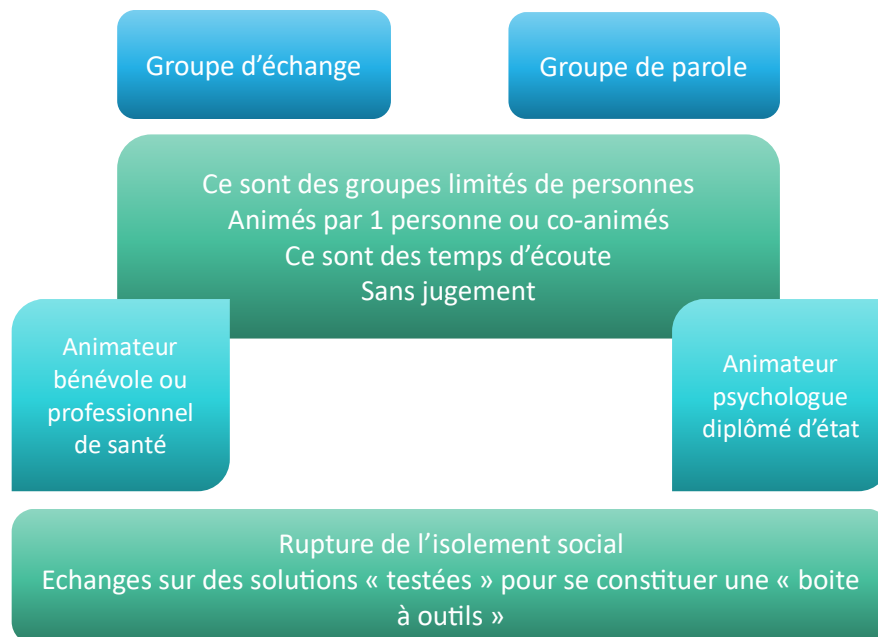 Groupe d’échange
Groupe de parole
Ce sont des groupes limités de personnes
Animés par 1 personne ou co-animés
Ce sont des temps d’écoute
Sans jugement
Animateur
bénévole ou
professionnel
de santé
Animateur
psychologue
diplômé d’état
Rupture de l’isolement social
Echanges sur des solutions « testées » pour se constituer une « boite
à outils »